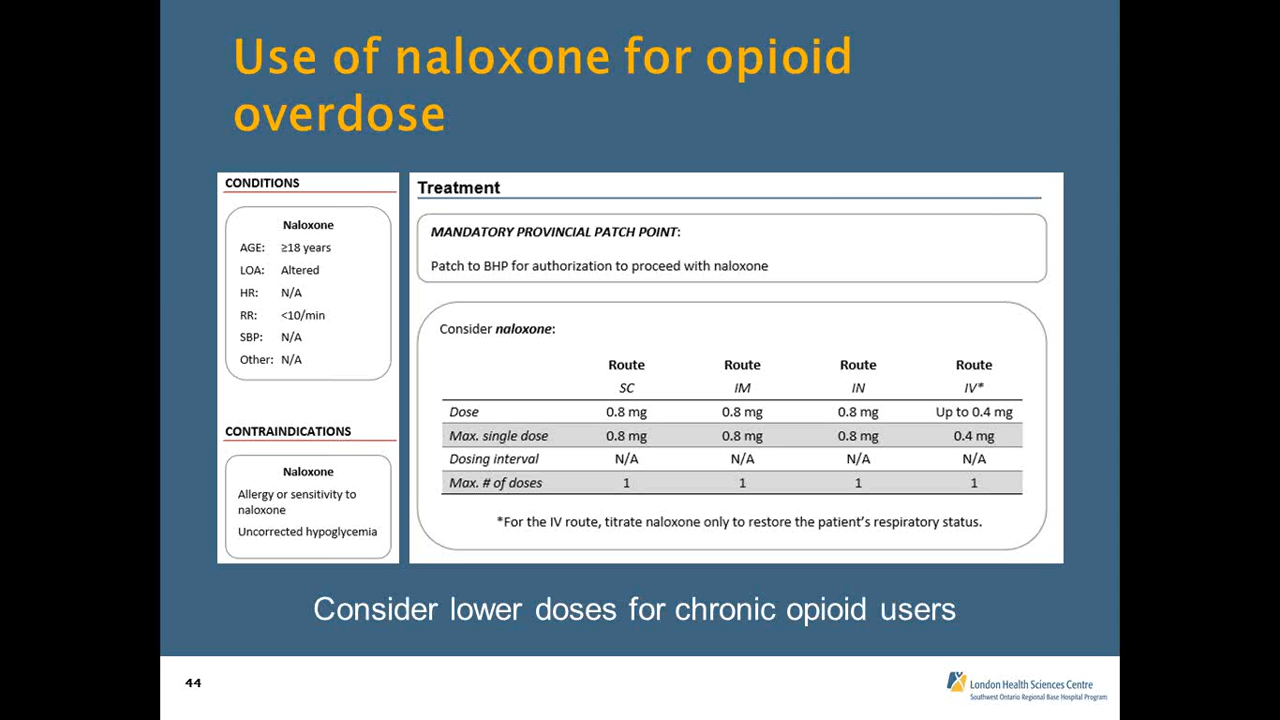 Use of naloxone for opioid
overdose
CONDITIONS
Naloxone
AGE: ≥18 years
LOA: Altered
HR: N/A
RR: <10/min
SBP: N/A
Other: N/A
CONTRAINDICATIONS
Naloxone
Allergy or sensitivity to
naloxone
Uncorrected hypoglycemia
Treatment
MANDATORY PROVINCIAL PATCH POINT:
Patch to BHP for authorization to proceed with naloxone
Consider naloxone:
Route Route Route Route
SC IM IN IV*
Dose 0.8 mg 0.8 mg 0.8 mg Up to 0.4 mg
Max. single dose 0.8 mg 0.8 mg 0.8 mg 0.4 mg
Dosing interval N/A N/A N/A N/A
Max. # of doses 1 1 1 1
*For the IV route, titrate naloxone only to restore the patient's respiratory status.
Consider lower doses for chronic opioid users
44
London Health Sciences Centre
Southwest Ontario Regional Base Hospital Program